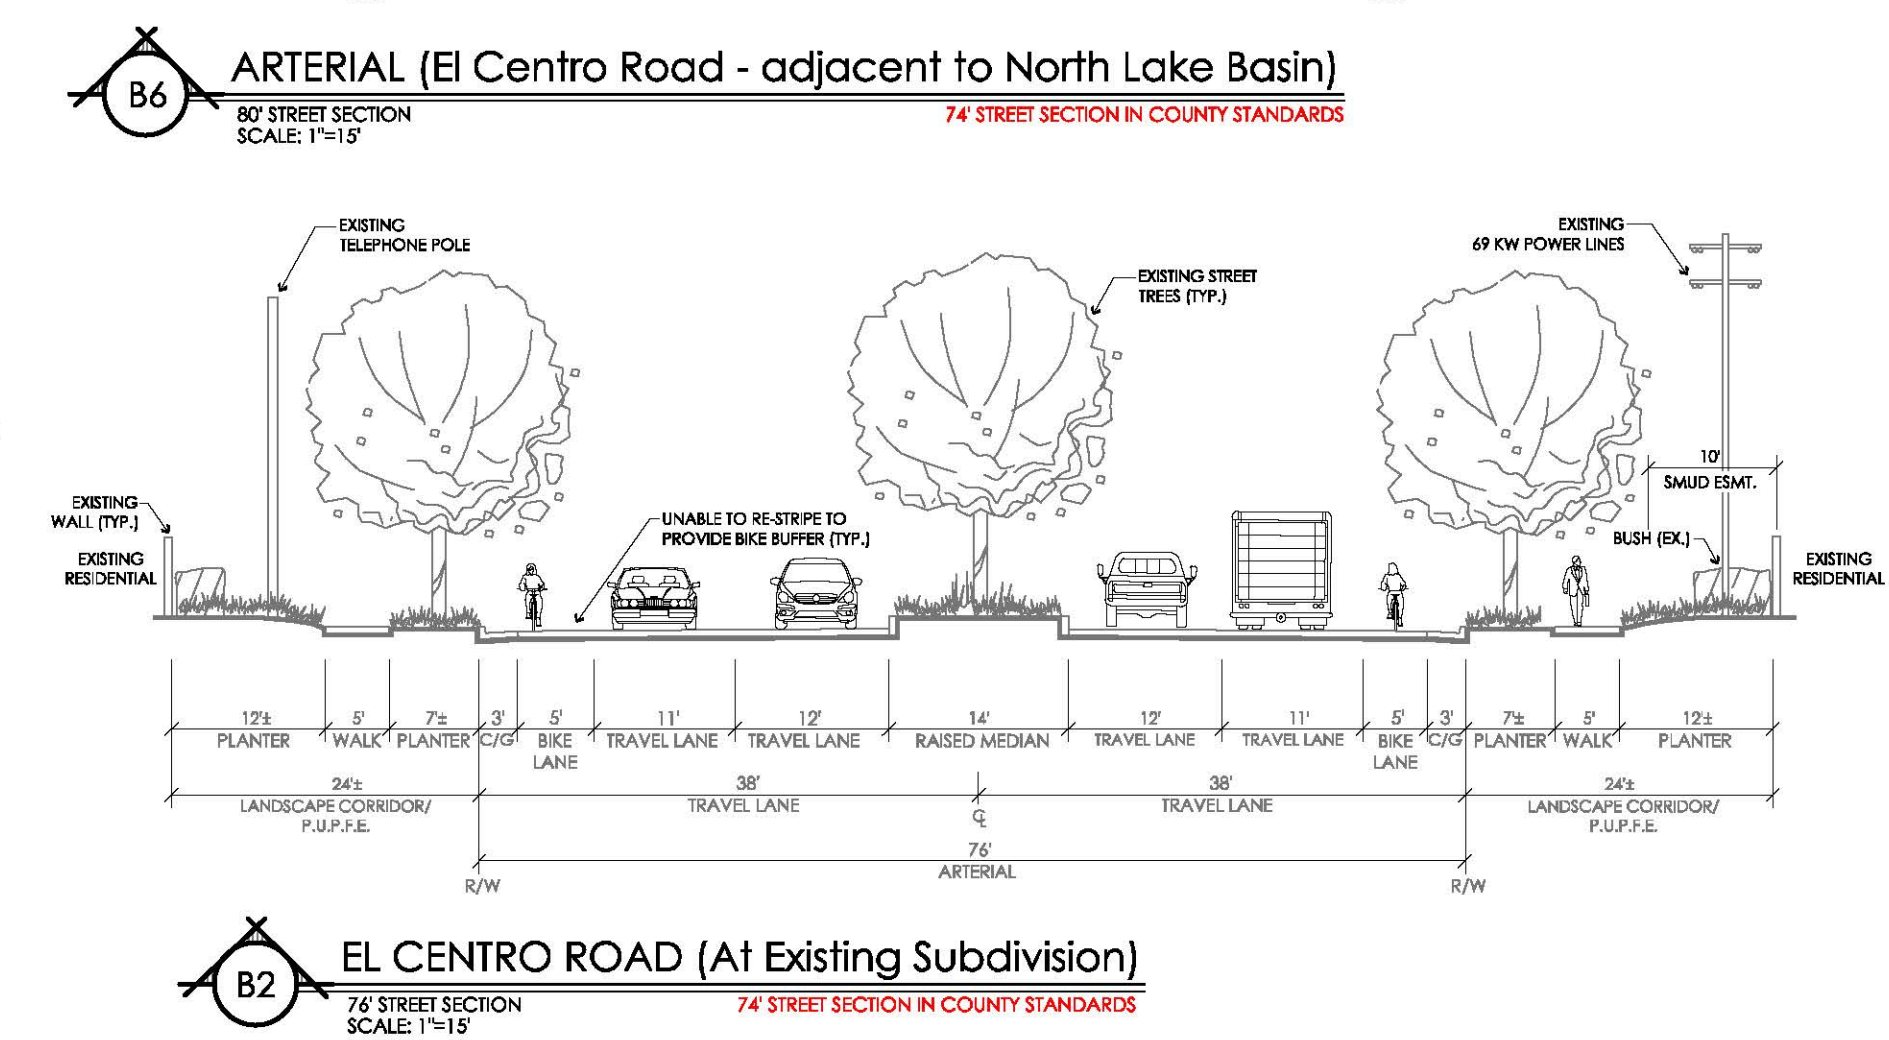 B6
ARTERIAL (El Centro Road - adjacent to North Lake Basin)
80' STREET SECTION
74' STREET SECTION IN COUNTY STANDARDS
SCALE: 1"=15'
EXISTING
TELEPHONE POLE
EXISTING
69 KW POWER LINES
EXISTING STREET
TREES (TYP.)
10'
SMUD ESMT.
EXISTING
WALL (TYP.)
UNABLE TO RE-STRIPE TO
PROVIDE BIKE BUFFER (TYP.)
BUSH (EX.)
EXISTING
RESIDENTIAL
EXISTING
RESIDENTIAL
12'± 5' 7'± 3' 5' 11' 12' 14' 12' 11' 5' 3' 7'± 5' 12'±
PLANTER WALK PLANTER C/G BIKE TRAVEL LANE TRAVEL LANE RAISED MEDIAN TRAVEL LANE TRAVEL LANE BIKE C/G PLANTER WALK PLANTER
LANE LANE
24'± 38' 38' 24'±
LANDSCAPE CORRIDOR/ TRAVEL LANE TRAVEL LANE LANDSCAPE CORRIDOR/
P.U.P.F.E. CL P.U.P.F.E.
76'
ARTERIAL
R/W R/W
B2
EL CENTRO ROAD (At Existing Subdivision)
76' STREET SECTION
74' STREET SECTION IN COUNTY STANDARDS
SCALE: 1"=15'